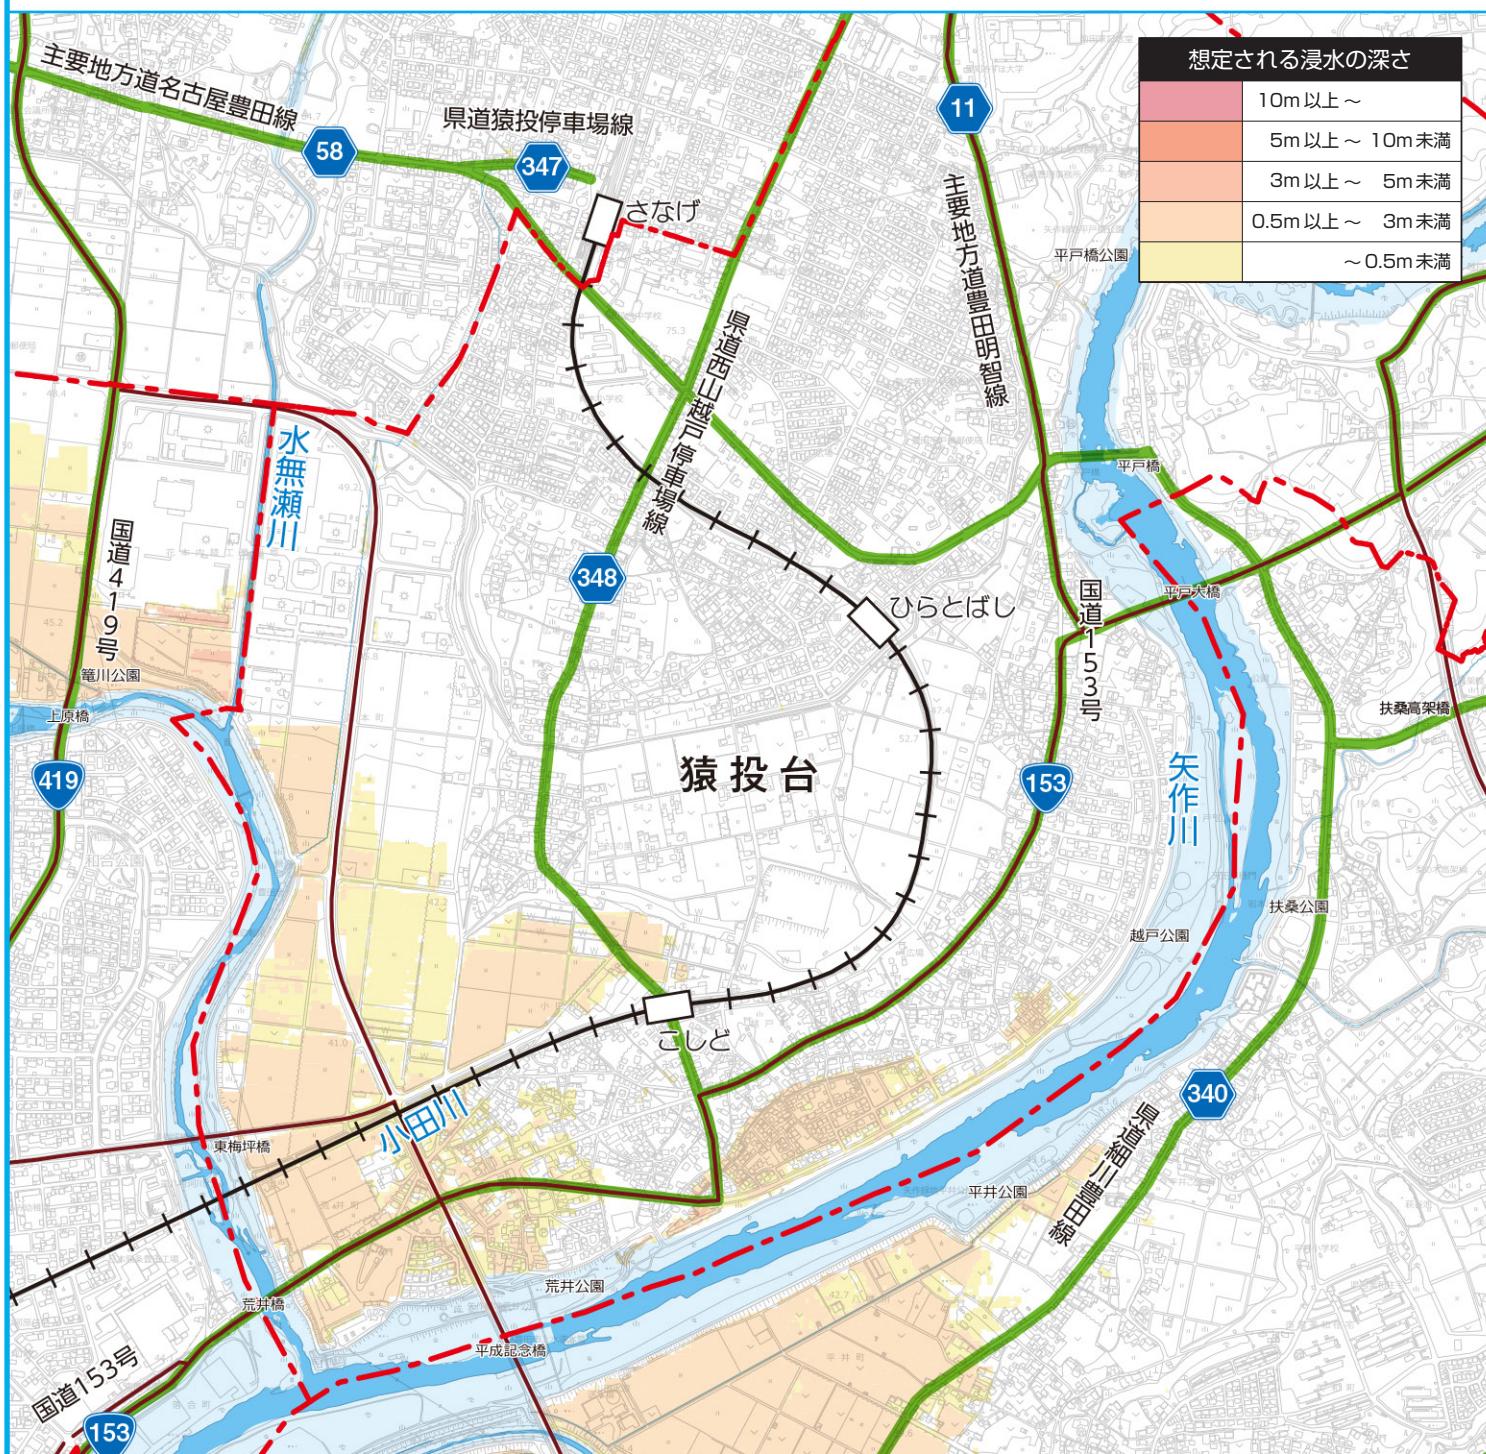 想定される浸水の深さ
10m以上～
5m以上～ 10m未満
3m以上～ 5m未満
0.5m以上～ 3m未満
～0.5m未満
主要地方道名古屋豊田線
58
県道猿投停車場線
347
さなげ
11
主要地方道豊田明智線
平戸橋公園
県道西山越戸停車場線
75.3
水無瀬川
平戸橋
国道419号
348
ひらとばし
国道153号
平戸大橋
籠川公園
上原橋
扶桑高架橋
419
猿投台
153
矢作川
和合公園
扶桑公園
越戸公園
こしど
340
小田川
東梅坪橋
県道細川豊田線
平井公園
荒井公園
荒井橋
42.7
平成記念橋
国道153号
153